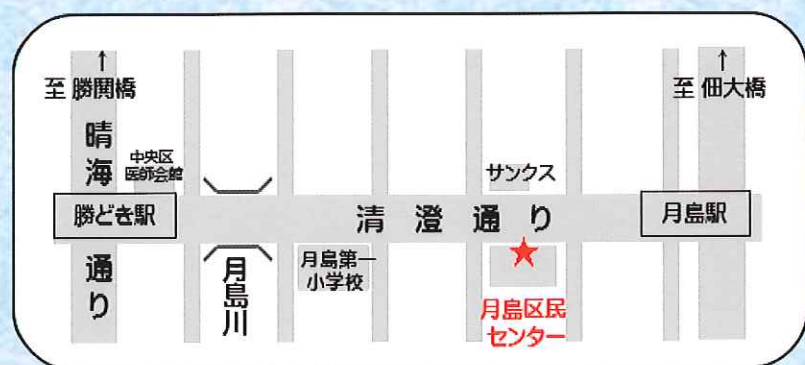 ↑
至 勝鬨橋
↑
至 佃大橋
晴海
通り
中央区
医師会館
サンクス
勝どき駅
清澄通り
月島駅
月島川
月島第一
小学校
★
月島区民
センター